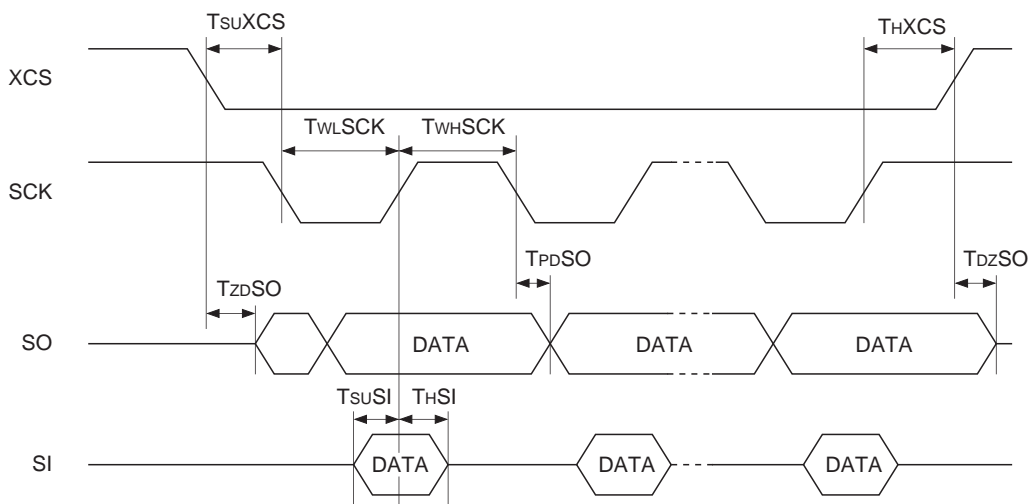 TSUXCS
THXCS
XCS
TWLSCK
TWHSCK
SCK
TPDSO
TDZSO
TZDSO
SO
DATA
DATA
DATA
TSUSI
THSI
SI
DATA
DATA
DATA